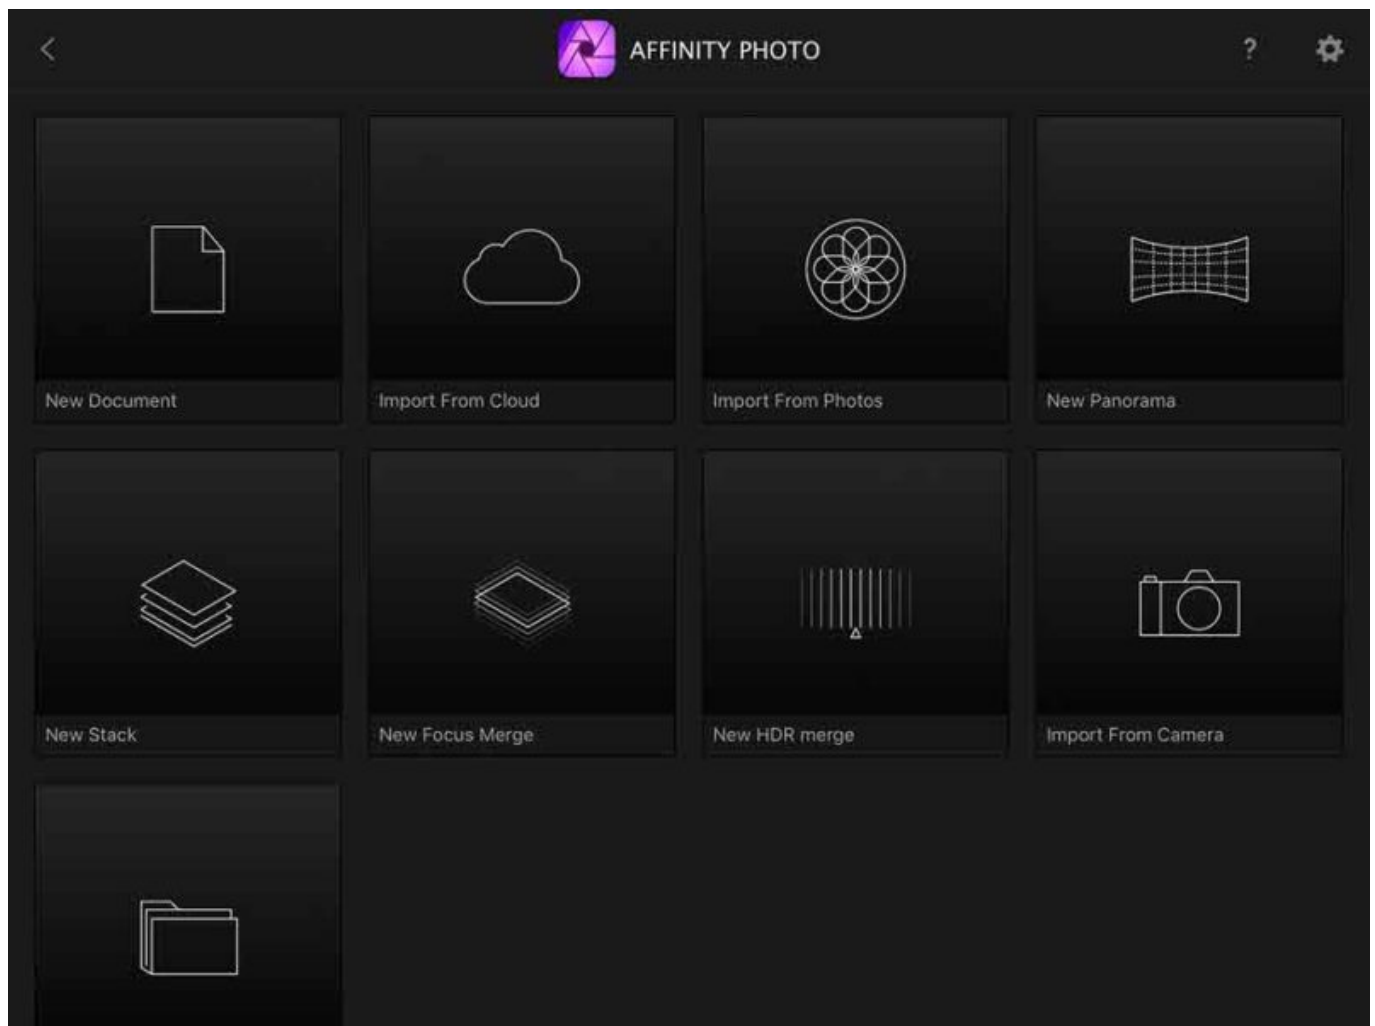 AFFINITY PHOTO
?
New Document
Import From Cloud
Import From Photos
New Panorama
New Stack
New Focus Merge
New HDR merge
Import From Camera